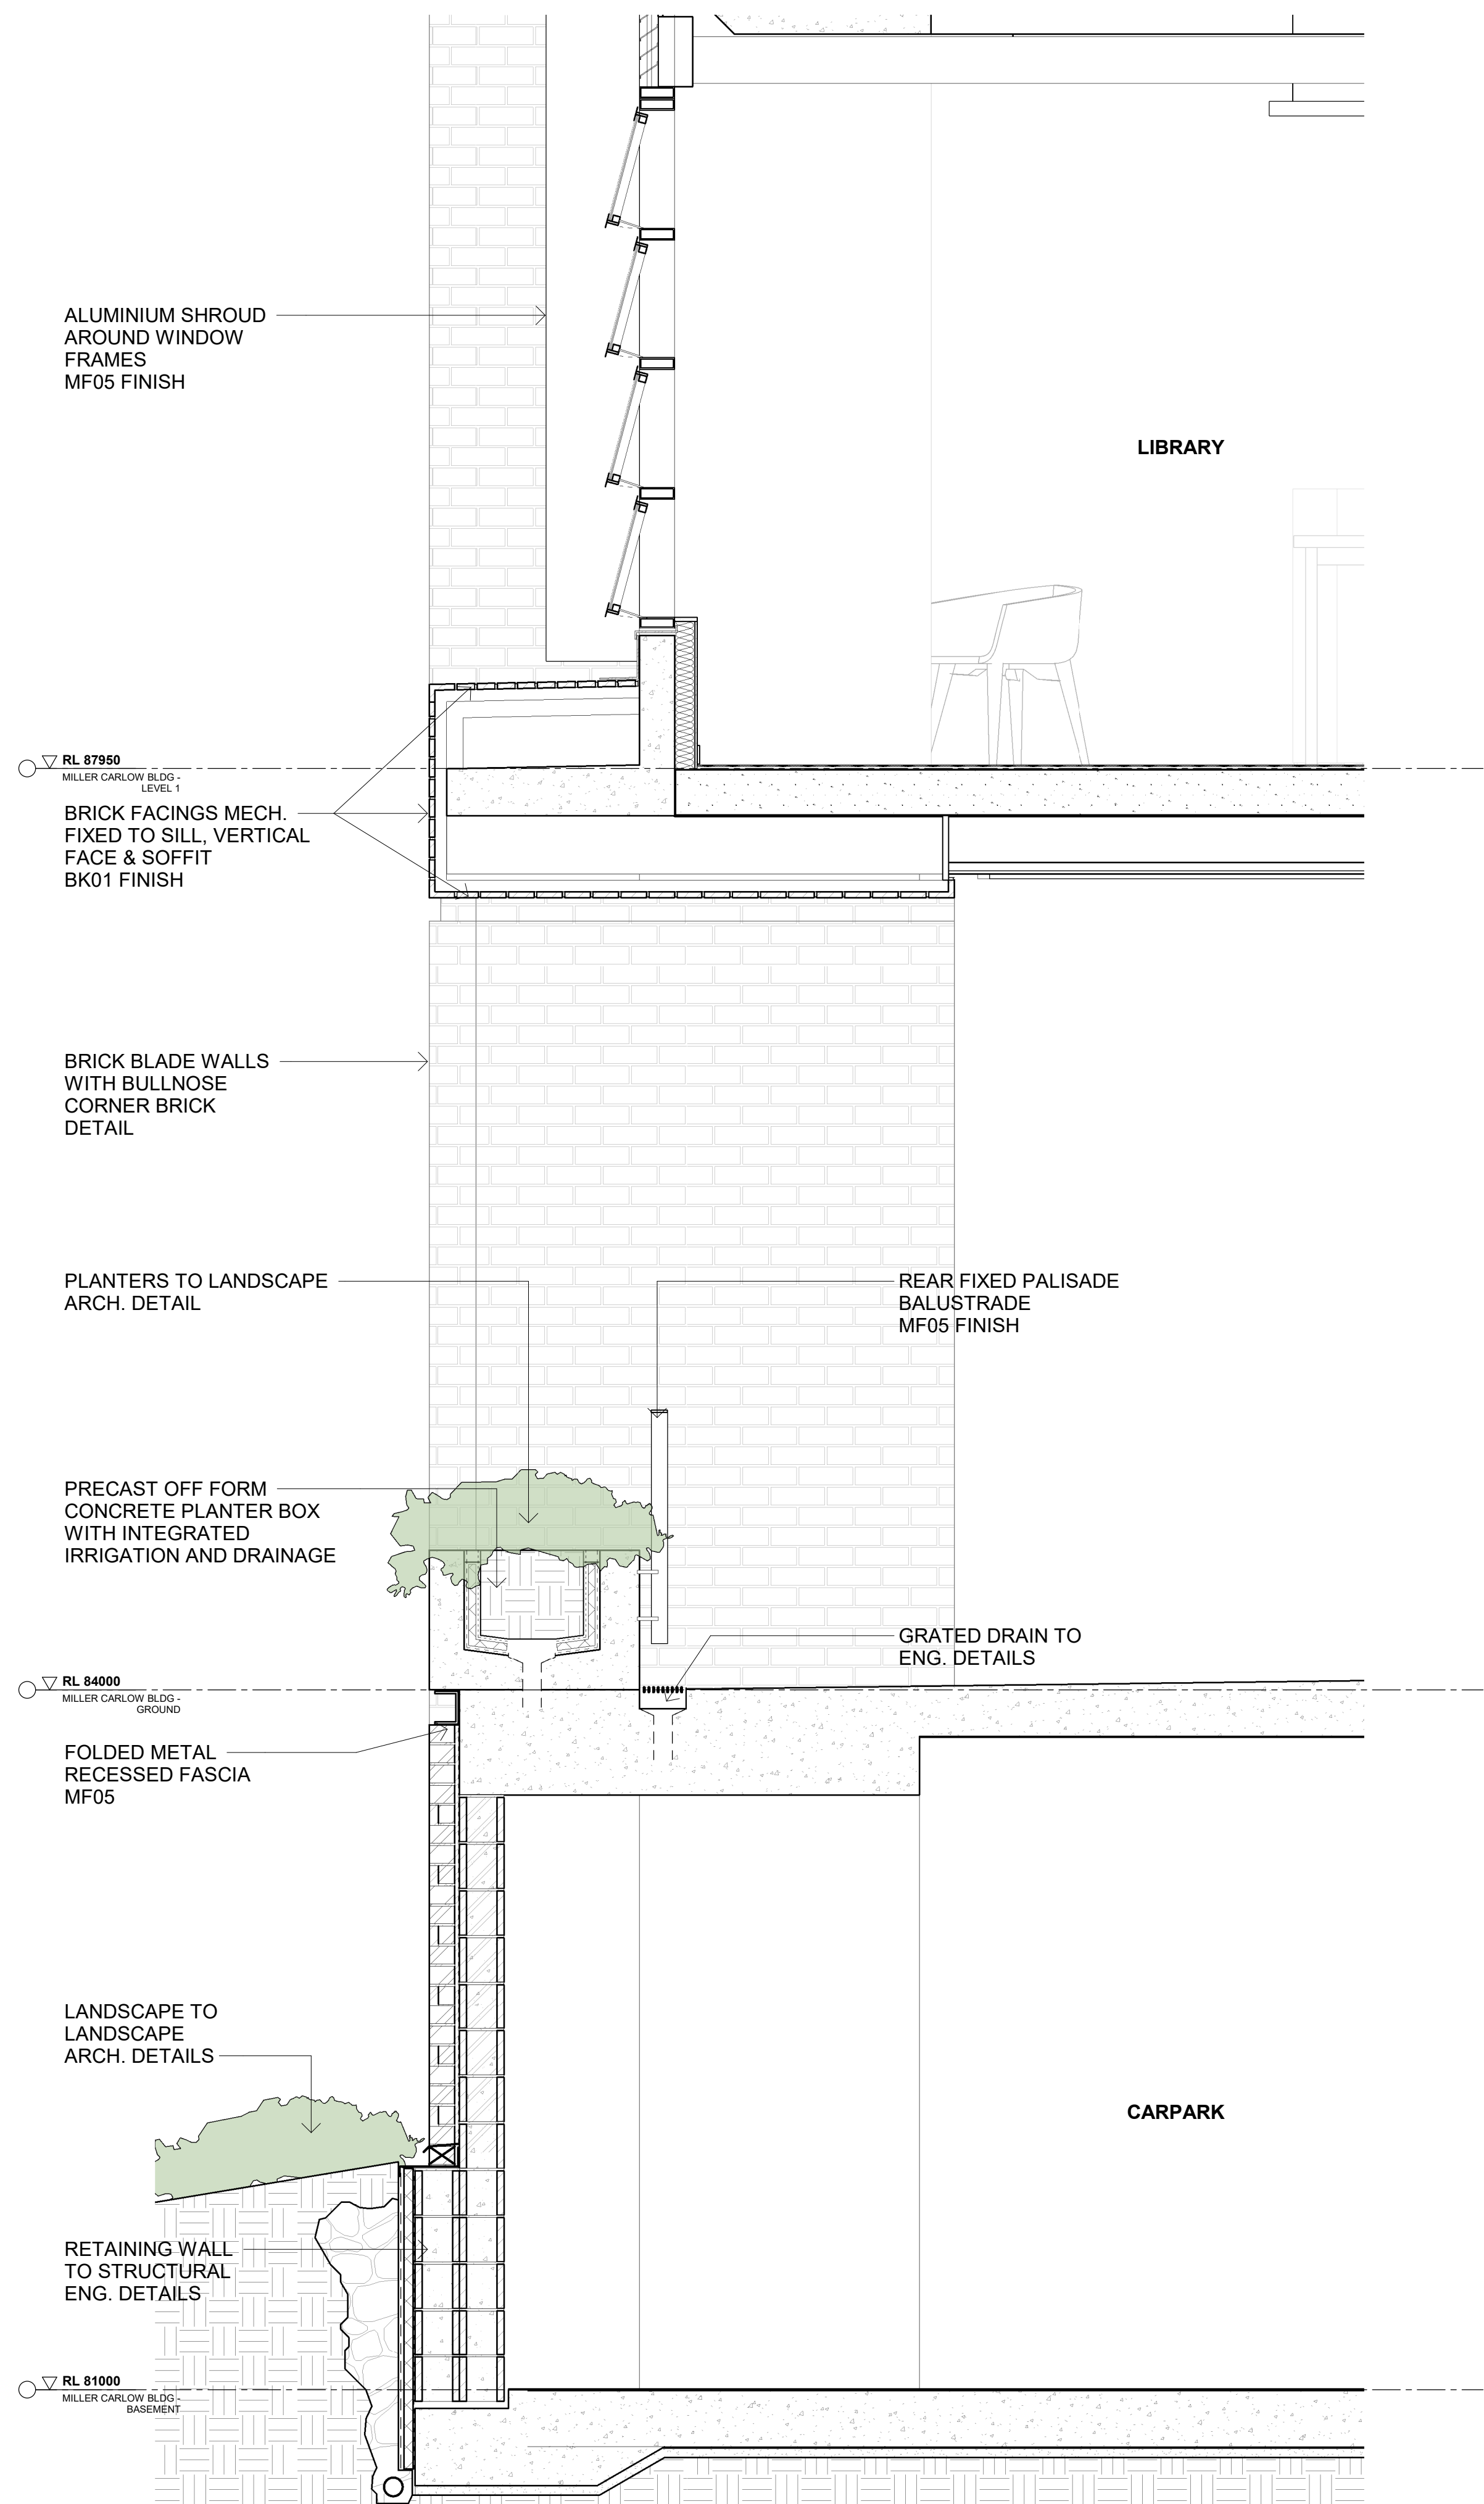 ALUMINIUM SHROUD
AROUND WINDOW
FRAMES
MF05 FINISH
LIBRARY
RL 87950
MILLER CARLOW BLDG -
LEVEL 1
BRICK FACINGS MECH.
FIXED TO SILL, VERTICAL
FACE & SOFFIT
BK01 FINISH
BRICK BLADE WALLS
WITH BULLNOSE
CORNER BRICK
DETAIL
PLANTERS TO LANDSCAPE
ARCH. DETAIL
REAR FIXED PALISADE
BALUSTRADE
MF05 FINISH
PRECAST OFF FORM
CONCRETE PLANTER BOX
WITH INTEGRATED
IRRIGATION AND DRAINAGE
GRATED DRAIN TO
ENG. DETAILS
RL 84000
MILLER CARLOW BLDG -
GROUND
FOLDED METAL
RECESSED FASCIA
MF05
LANDSCAPE TO
LANDSCAPE
ARCH. DETAILS
CARPARK
RETAINING WALL
TO STRUCTURAL
ENG. DETAILS
RL 81000
MILLER CARLOW BLDG -
BASEMENT